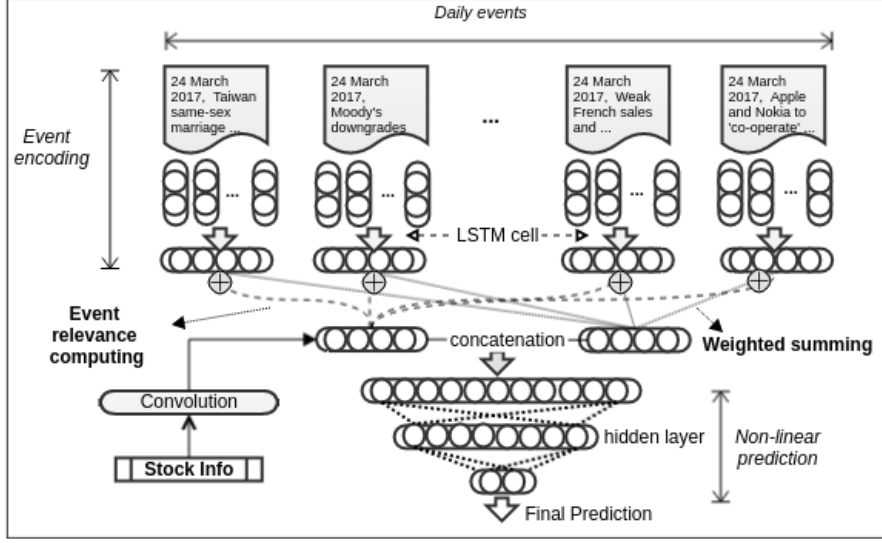 Daily events
24 March
2017, Taiwan
same-sex
marriage ...
24 March
2017,
Moody's
downgrades
...
24 March
2017, Weak
French sales
and ...
24 March
2017, Apple
and Nokia to
'co-operate' ...
Event
encoding
...
...
...
...
LSTM cell
Event
relevance
computing
concatenation
Weighted summing
Convolution
Stock Info
hidden layer
Non-linear
prediction
Final Prediction